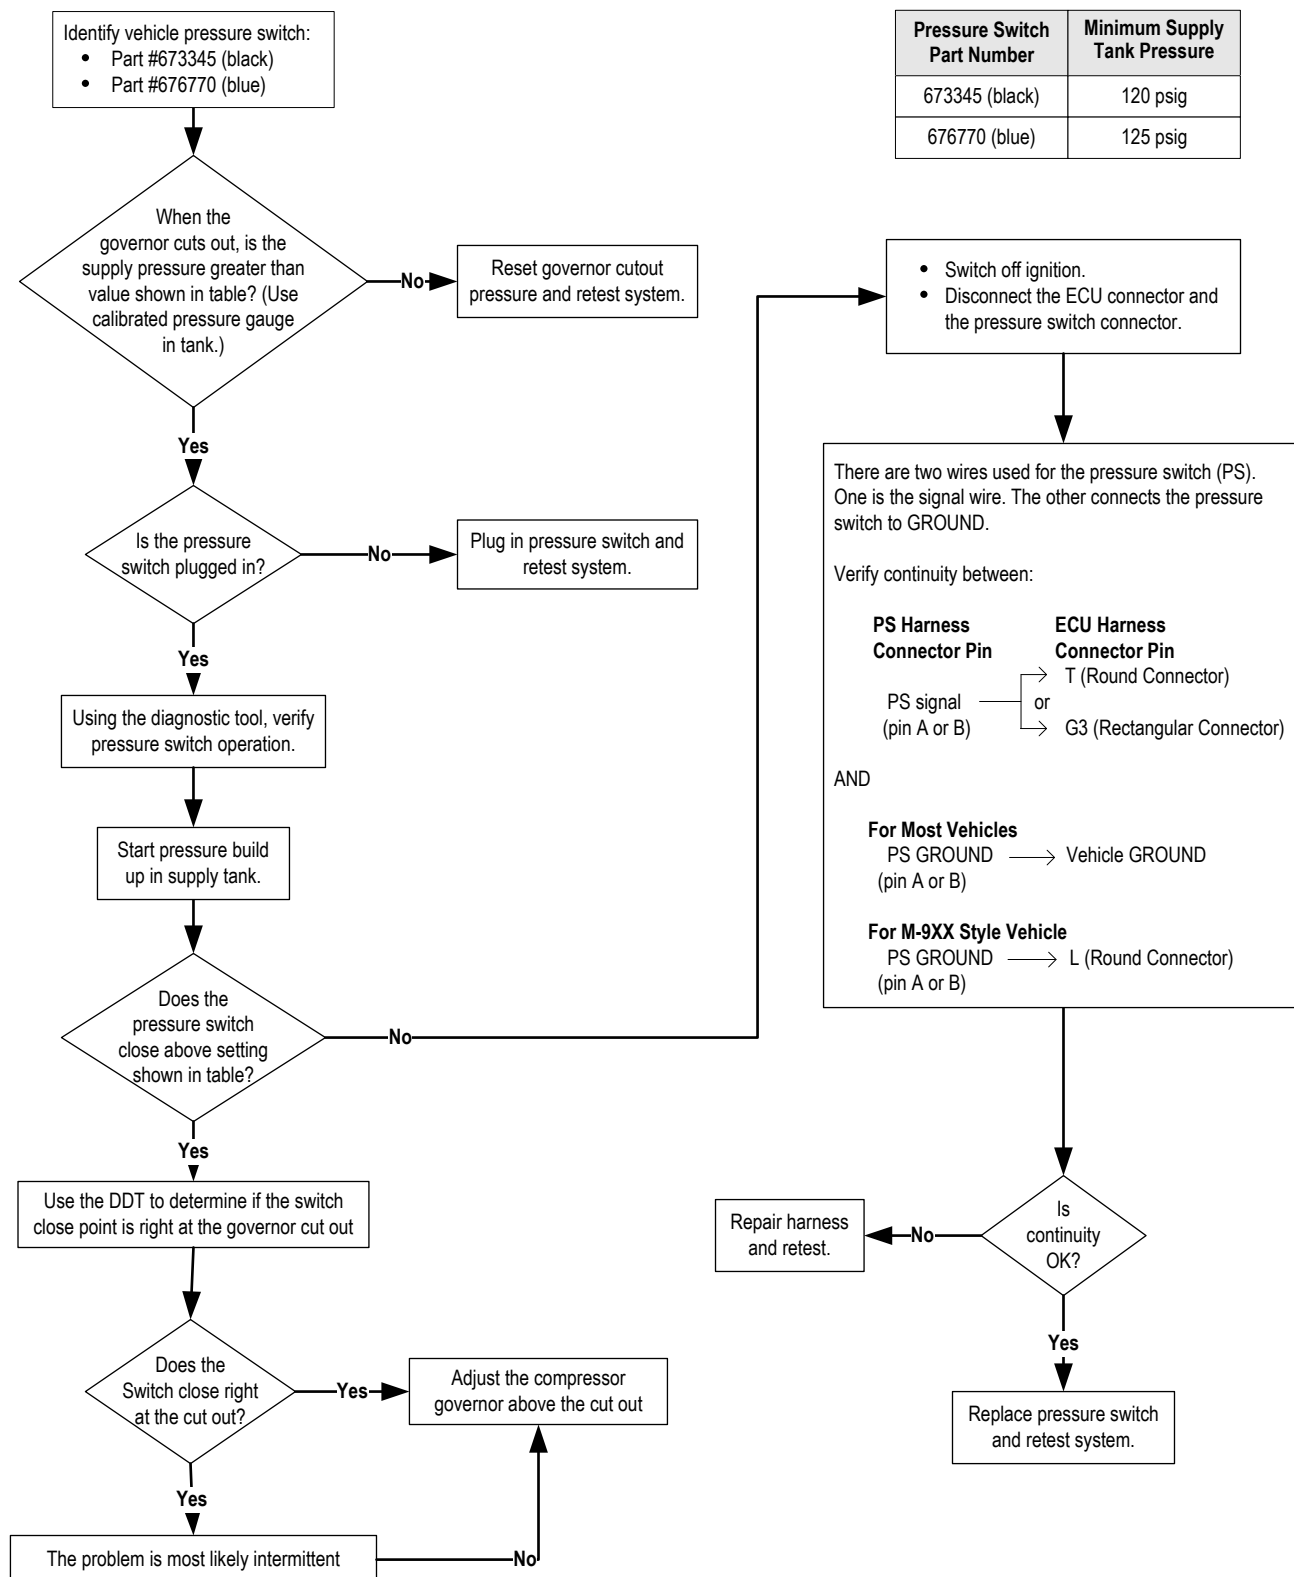 Identify vehicle pressure switch:
• Part #673345 (black)
• Part #676770 (blue)
When the
governor cuts out, is the
supply pressure greater than
value shown in table? (Use
calibrated pressure gauge
in tank.)
No
Reset governor cutout
pressure and retest system.
Yes
Is the pressure
switch plugged in?
No
Plug in pressure switch and
retest system.
Yes
Using the diagnostic tool, verify
pressure switch operation.
Start pressure build
up in supply tank.
Does the
pressure switch
close above setting
shown in table?
No
Yes
Use the DDT to determine if the switch
close point is right at the governor cut out
Does the
Switch close right
at the cut out?
Yes
Adjust the compressor
governor above the cut out
Yes
The problem is most likely intermittent
No
Pressure Switch
Part Number
Minimum Supply
Tank Pressure
673345 (black)
120 psig
676770 (blue)
125 psig
• Switch off ignition.
• Disconnect the ECU connector and
the pressure switch connector.
There are two wires used for the pressure switch (PS).
One is the signal wire. The other connects the pressure
switch to GROUND.
Verify continuity between:
PS Harness
Connector Pin
ECU Harness
Connector Pin
T (Round Connector)
PS signal
or
(pin A or B)
G3 (Rectangular Connector)
AND
For Most Vehicles
PS GROUND
Vehicle GROUND
(pin A or B)
For M-9XX Style Vehicle
PS GROUND
L (Round Connector)
(pin A or B)
Is
continuity
OK?
No
Repair harness
and retest.
Yes
Replace pressure switch
and retest system.